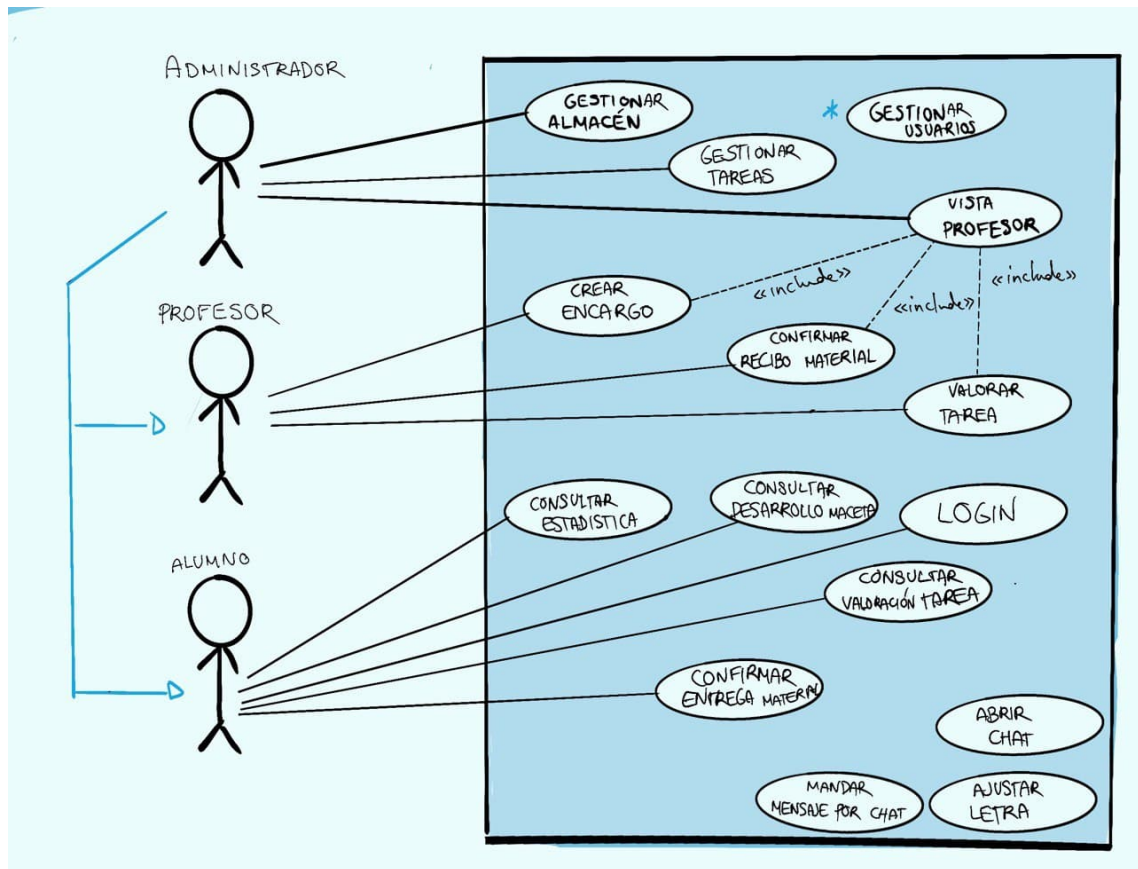 ADMINISTRADOR
GESTIONAR
ALMACÉN
*
GESTIONAR
USUARIOS
GESTIONAR
TAREAS
VISTA
PROFESOR
PROFESOR
CREAR
ENCARGO
<<include>>
<<include>>
<<include>>
CONFIRMAR
RECIBO MATERIAL
VALORAR
TAREA
ALUMNO
CONSULTAR
ESTADISTICA
CONSULTAR
DESARROLLO MACETA
LOGIN
CONSULTAR
VALORACIÓN TAREA
CONFIRMAR
ENTREGA MATERIAL
ABRIR
CHAT
MANDAR
MENSAJE POR CHAT
AJUSTAR
LETRA